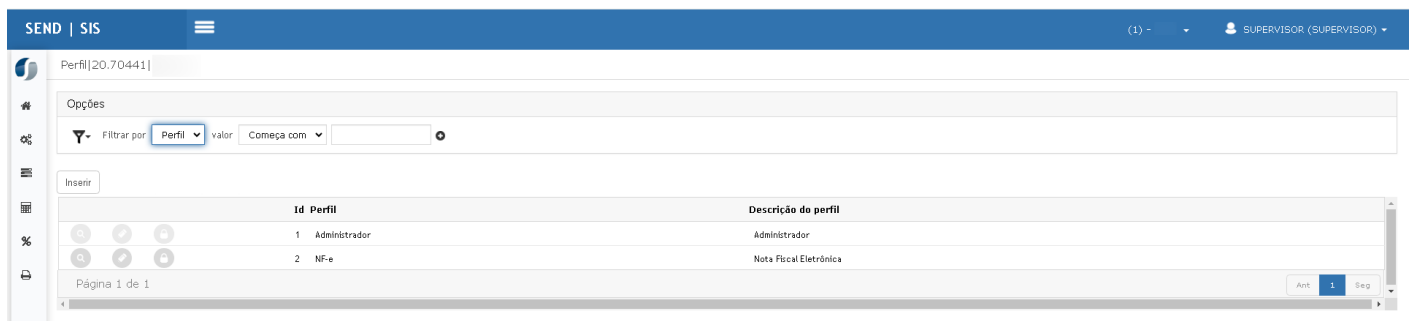 SEND | SIS
(1) -
SUPERVISOR (SUPERVISOR)
Perfil|20.70441|
Opções
Filtrar por Perfil valor Começa com
Inserir
Id Perfil Descrição do perfil
1 Administrador Administrador
2 NF-e Nota Fiscal Eletrônica
Página 1 de 1
Ant 1 Seg